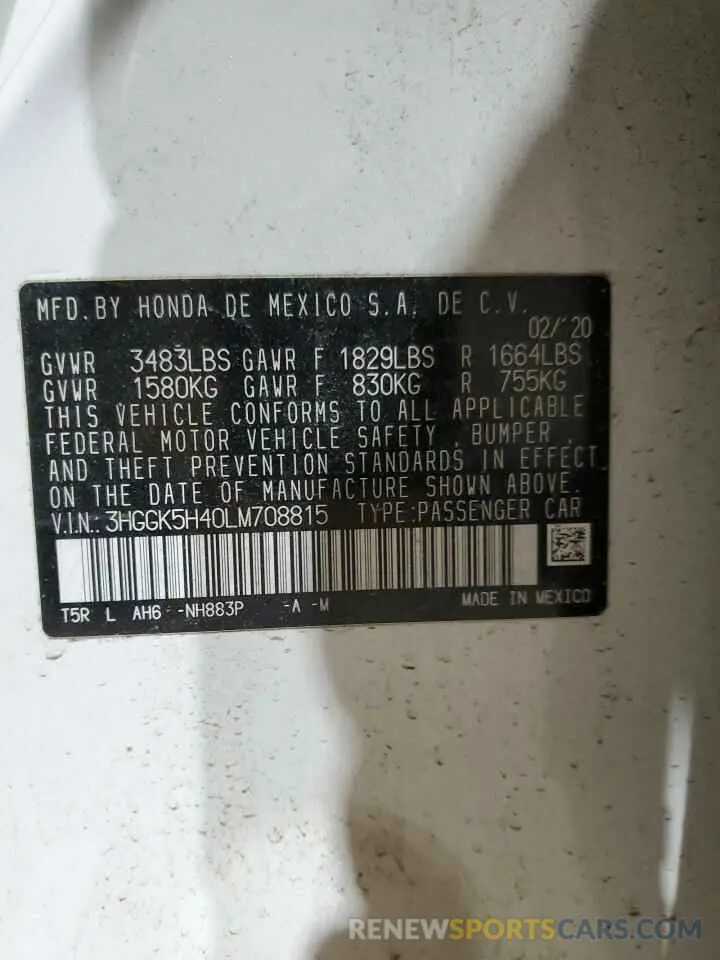 MFD.BY HONDA DE MEXICO S.A. DE C.V.
02/'20
GVWR 3483LBS GAWR F 1829LBS R 1664LBS
GVWR 1580KG GAWR F 830KG R 755KG
THIS VEHICLE CONFORMS TO ALL APPLICABLE
FEDERAL MOTOR VEHICLE SAFETY , BUMPER ,
AND THEFT PREVENTION STANDARDS IN EFFECT
ON THE DATE OF MANUFACTURE SHOWN ABOVE.
V.I.N.: 3HGGK5H40LM708815 TYPE:PASSENGER CAR
T5R L AH6 -NH883P -A -M MADE IN MEXICO
RENEWSPORTSCARS.COM